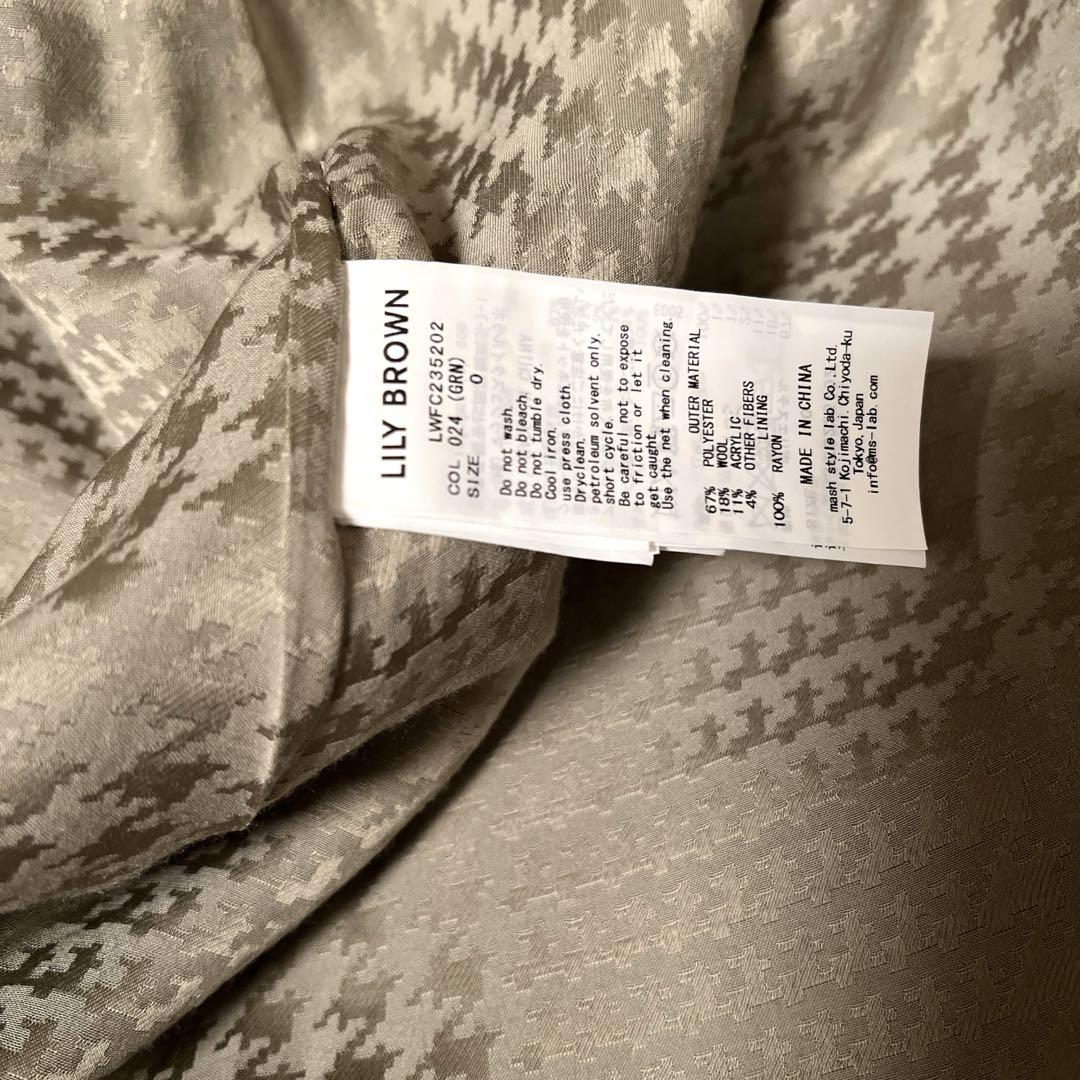 LILY BROWN
LWFC235202
COL 024 (GRN)
SIZE 0
Do not wash.
Do not bleach.
Do not tumble dry.
Cool iron.
use press cloth.
Dryclean.
petroleum solvent only.
short cycle.
Be careful not to expose
to friction or let it
get caught.
Use the net when cleaning.
OUTER MATERIAL
67% POLYESTER
18% WOOL
11% ACRYLIC
4% OTHER FIBERS
LINING
100% RAYON
MADE IN CHINA
mash style lab Co.,Ltd.
5-7-1 Kojimachi, Chiyoda-ku
Tokyo, Japan
info@ms-lab.com